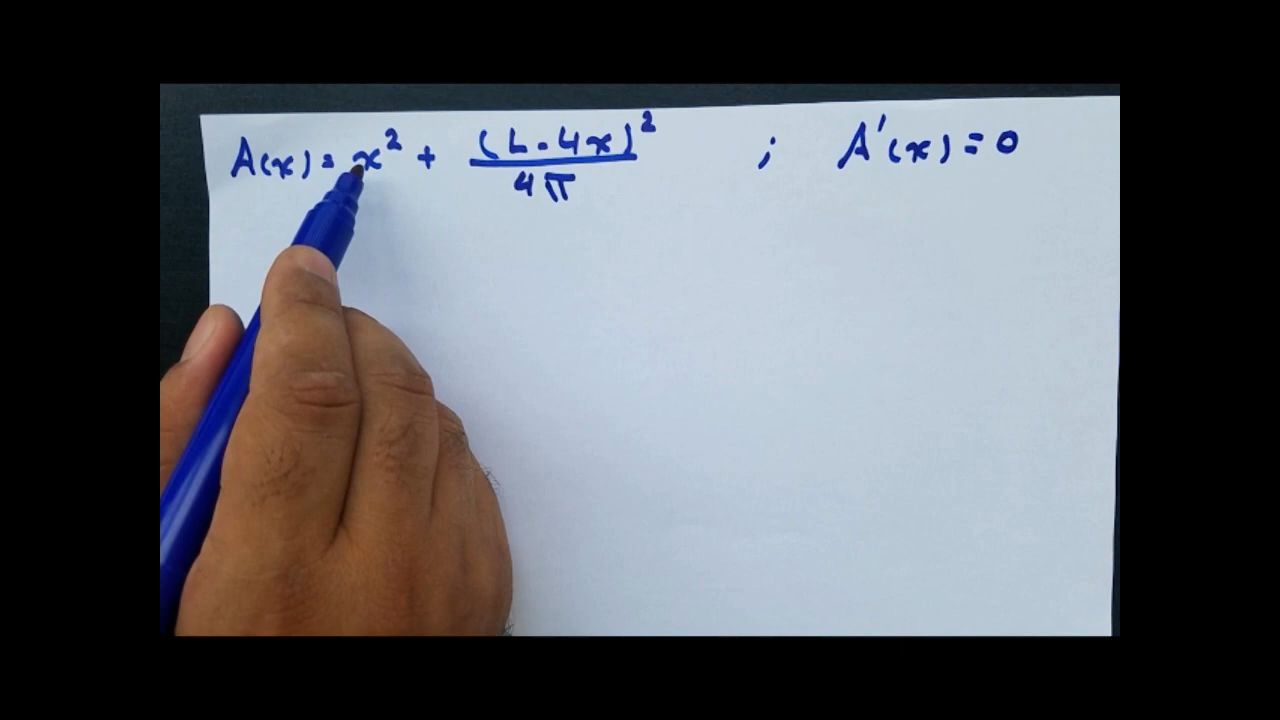 A(x) = x² + (L - 4x)² / 4π ; A'(x) = 0